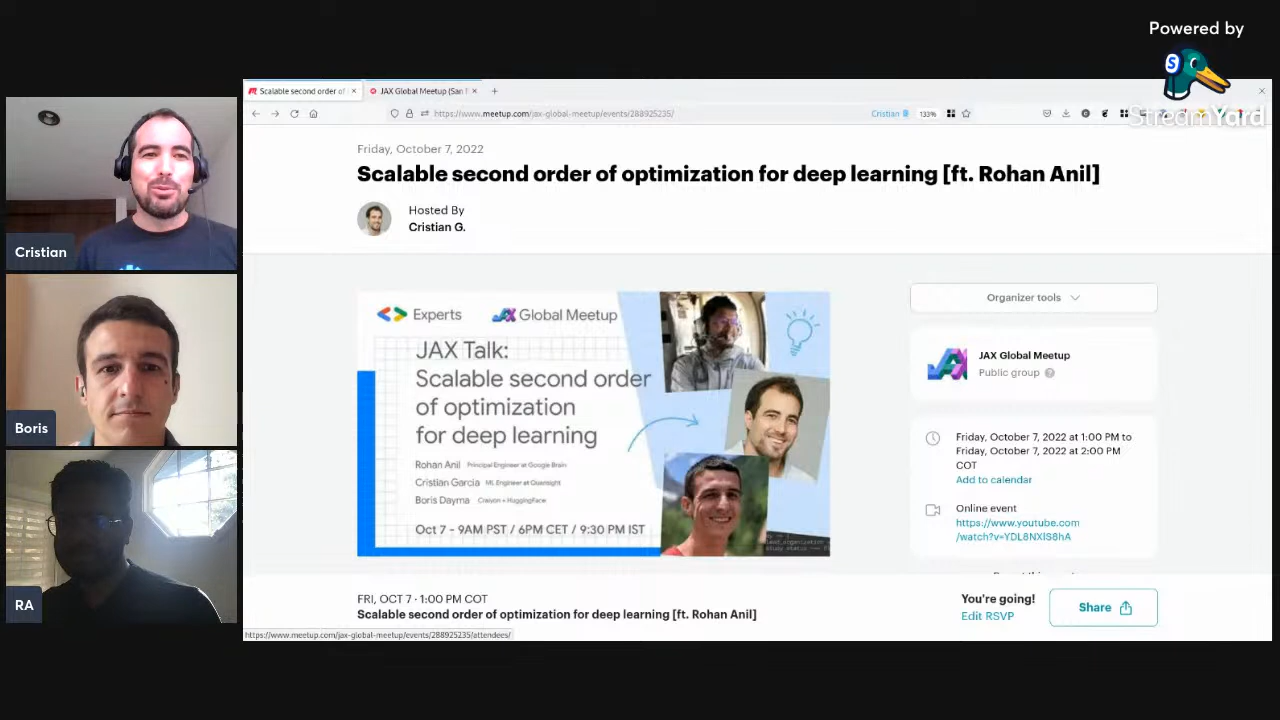 Powered by
S
StreamYard
Scalable second order of
JAX Global Meetup (San
https://www.meetup.com/jax-global-meetup/events/288925235/
Cristian
133%
Friday, October 7, 2022
Scalable second order of optimization for deep learning [ft. Rohan Anil]
Hosted By
Cristian G.
Experts
Global Meetup
JAX Talk:
Scalable second order
of optimization
for deep learning
Rohan Anil Principal Engineer at Google Brain
Cristian Garcia ML Engineer at Quansight
Boris Dayma Craiyon + HuggingFace
Oct 7 - 9AM PST / 6PM CET / 9:30 PM IST
Organizer tools
JAX Global Meetup
Public group
Friday, October 7, 2022 at 1:00 PM to
Friday, October 7, 2022 at 2:00 PM
COT
Add to calendar
Online event
https://www.youtube.com
/watch?v=YDL8NXlS8hA
FRI, OCT 7 · 1:00 PM COT
Scalable second order of optimization for deep learning [ft. Rohan Anil]
You're going!
Edit RSVP
Share
https://www.meetup.com/jax-global-meetup/events/288925235/attendees/
Cristian
Boris
RA